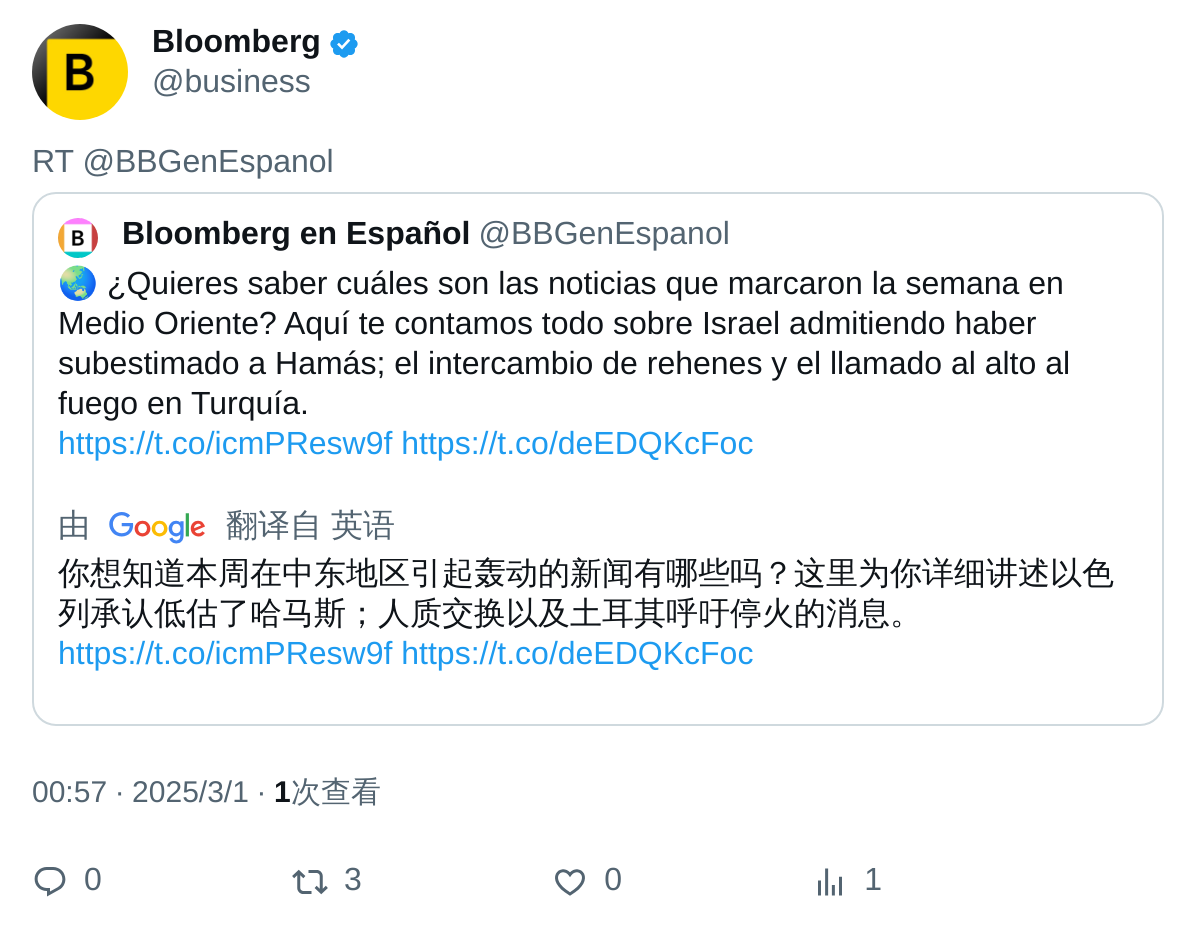 Bloomberg
@business
B
RT @BBGenEspanol
B
Bloomberg en Español @BBGenEspanol
🌏 ¿Quieres saber cuáles son las noticias que marcaron la semana en
Medio Oriente? Aquí te contamos todo sobre Israel admitiendo haber
subestimado a Hamás; el intercambio de rehenes y el llamado al alto al
fuego en Turquía.
https://t.co/icmPResw9f https://t.co/deEDQKcFoc
由 Google 翻译自 英语
你想知道本周在中东地区引起轰动的新闻有哪些吗？这里为你详细讲述以色
列承认低估了哈马斯；人质交换以及土耳其呼吁停火的消息。
https://t.co/icmPResw9f https://t.co/deEDQKcFoc
00:57 · 2025/3/1 · 1次查看
0 3 0 1